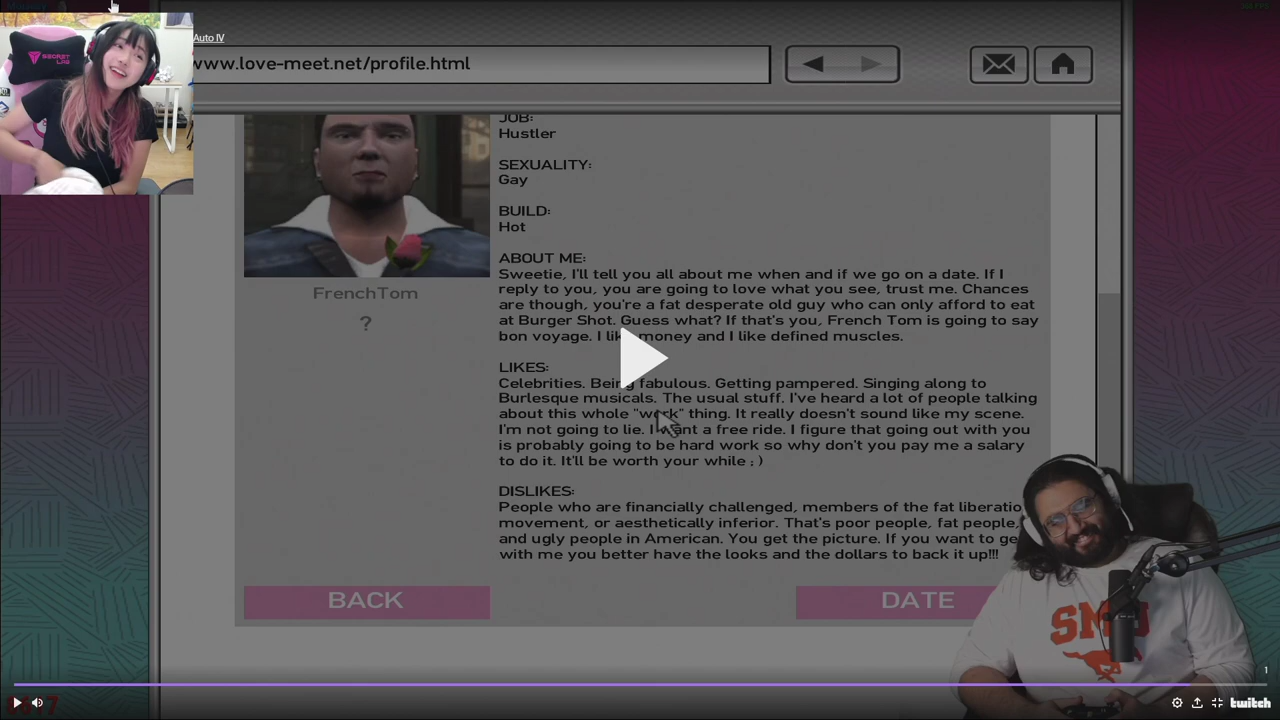 Auto IV
www.love-meet.net/profile.html
SECRETLAB
JOB:
Hustler
SEXUALITY:
Gay
BUILD:
Hot
ABOUT ME:
Sweetie, I'll tell you all about me when and if we go on a date. If I
reply to you, you are going to love what you see, trust me. Chances
are though, you're a fat desperate old guy who can only afford to eat
at Burger Shot. Guess what? If that's you, French Tom is going to say
bon voyage. I like money and I like defined muscles.
FrenchTom
?
LIKES:
Celebrities. Being fabulous. Getting pampered. Singing along to
Burlesque musicals. The usual stuff. I've heard a lot of people talking
about this whole "work" thing. It really doesn't sound like my scene.
I'm not going to lie. I want a free ride. I figure that going out with you
is probably going to be hard work so why don't you pay me a salary
to do it. It'll be worth your while ; )
DISLIKES:
People who are financially challenged, members of the fat liberatio
movement, or aesthetically inferior. That's poor people, fat people,
and ugly people in American. You get the picture. If you want to ge
with me you better have the looks and the dollars to back it up!!!
BACK
DATE
SMU
1
twitch